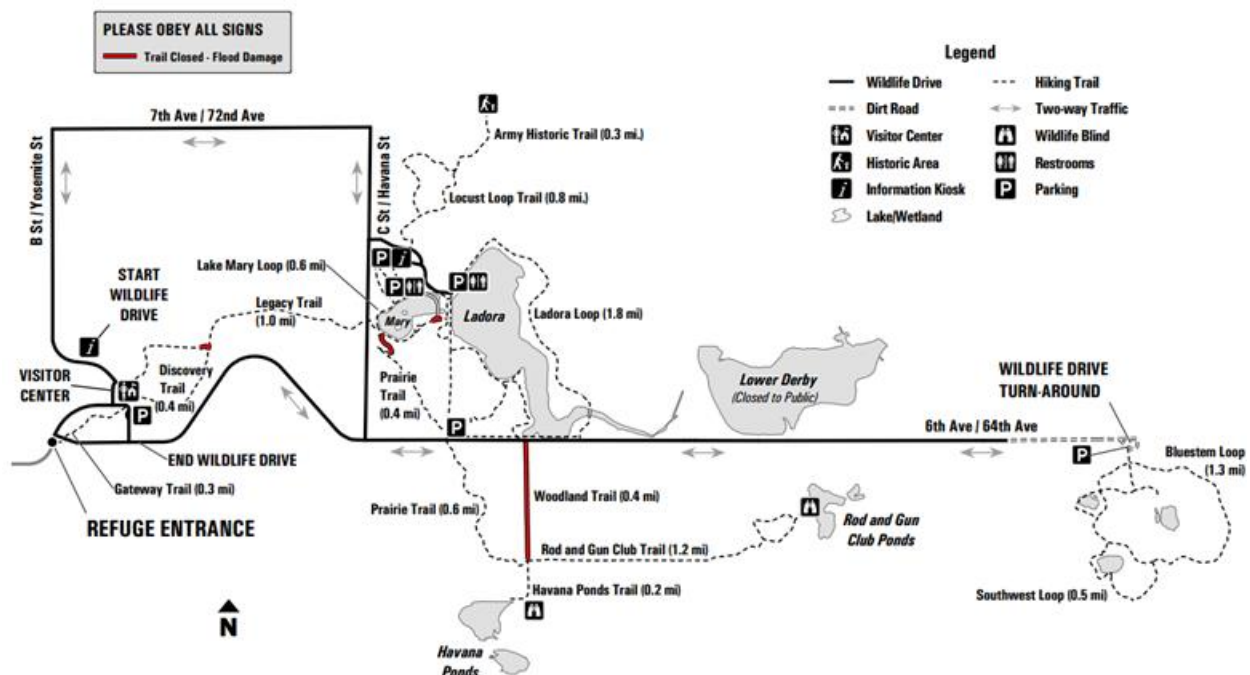 PLEASE OBEY ALL SIGNS
Trail Closed - Flood Damage
Legend
Wildlife Drive
Hiking Trail
Dirt Road
Two-way Traffic
Visitor Center
Wildlife Blind
Historic Area
Restrooms
Information Kiosk
P
Parking
Lake/Wetland
7th Ave / 72nd Ave
B St / Yosemite St
C St / Havana St
Army Historic Trail (0.3 mi.)
Locust Loop Trail (0.8 mi.)
Lake Mary Loop (0.6 mi)
P i
P
P
START
WILDLIFE
DRIVE
Legacy Trail
(1.0 mi)
Mary
Ladora
Ladora Loop (1.8 mi)
i
VISITOR
CENTER
Discovery
Trail
(0.4 mi)
P
Prairie
Trail
(0.4 mi)
P
Lower Derby
(Closed to Public)
WILDLIFE DRIVE
TURN-AROUND
6th Ave / 64th Ave
P
Bluestem Loop
(1.3 mi)
END WILDLIFE DRIVE
Gateway Trail (0.3 mi)
REFUGE ENTRANCE
Prairie Trail (0.6 mi)
Woodland Trail (0.4 mi)
Rod and Gun Club Trail (1.2 mi)
Rod and Gun
Club Ponds
Havana Ponds Trail (0.2 mi)
Southwest Loop (0.5 mi)
N
Havana
Ponds